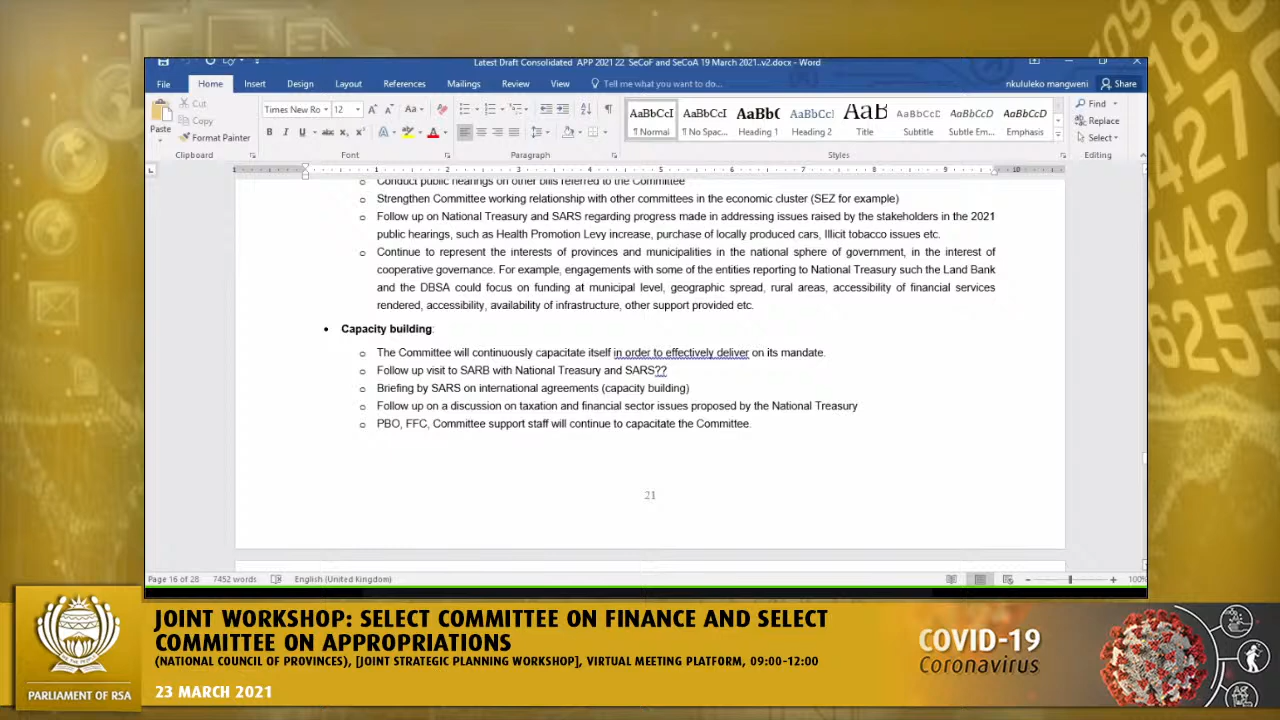 Latest Draft Consolidated APP 2021 22 SeCoF and SeCoA 19 March 2021..v2.docx - Word
File Home Insert Design Layout References Mailings Review View Tell me what you want to do... nkululeko mangweni Share
Paste
Cut
Copy
Format Painter
Clipboard
Times New Ro 12
Font
Paragraph
AaBbCcI AaBbCcI AaBbC AaBbCcI AaB AaBbCcD AaBbCcD AaBbCcD
¶ Normal ¶ No Spac... Heading 1 Heading 2 Title Subtitle Subtle Em... Emphasis
Styles
Find
Replace
Select
Editing
1 1 2 3 4 5 6 7 8 9 10
o Conduct public hearings on other bills referred to the Committee
o Strengthen Committee working relationship with other committees in the economic cluster (SEZ for example)
o Follow up on National Treasury and SARS regarding progress made in addressing issues raised by the stakeholders in the 2021
public hearings, such as Health Promotion Levy increase, purchase of locally produced cars, Illicit tobacco issues etc.
o Continue to represent the interests of provinces and municipalities in the national sphere of government, in the interest of
cooperative governance. For example, engagements with some of the entities reporting to National Treasury such the Land Bank
and the DBSA could focus on funding at municipal level, geographic spread, rural areas, accessibility of financial services
rendered, accessibility, availability of infrastructure, other support provided etc.
• Capacity building:
o The Committee will continuously capacitate itself in order to effectively deliver on its mandate.
o Follow up visit to SARB with National Treasury and SARS??
o Briefing by SARS on international agreements (capacity building)
o Follow up on a discussion on taxation and financial sector issues proposed by the National Treasury
o PBO, FFC, Committee support staff will continue to capacitate the Committee.
21
Page 16 of 28 7452 words English (United Kingdom) 100%
PARLIAMENT OF RSA
JOINT WORKSHOP: SELECT COMMITTEE ON FINANCE AND SELECT
COMMITTEE ON APPROPRIATIONS
(NATIONAL COUNCIL OF PROVINCES), [JOINT STRATEGIC PLANNING WORKSHOP], VIRTUAL MEETING PLATFORM, 09:00-12:00
23 MARCH 2021
COVID-19
Coronavirus